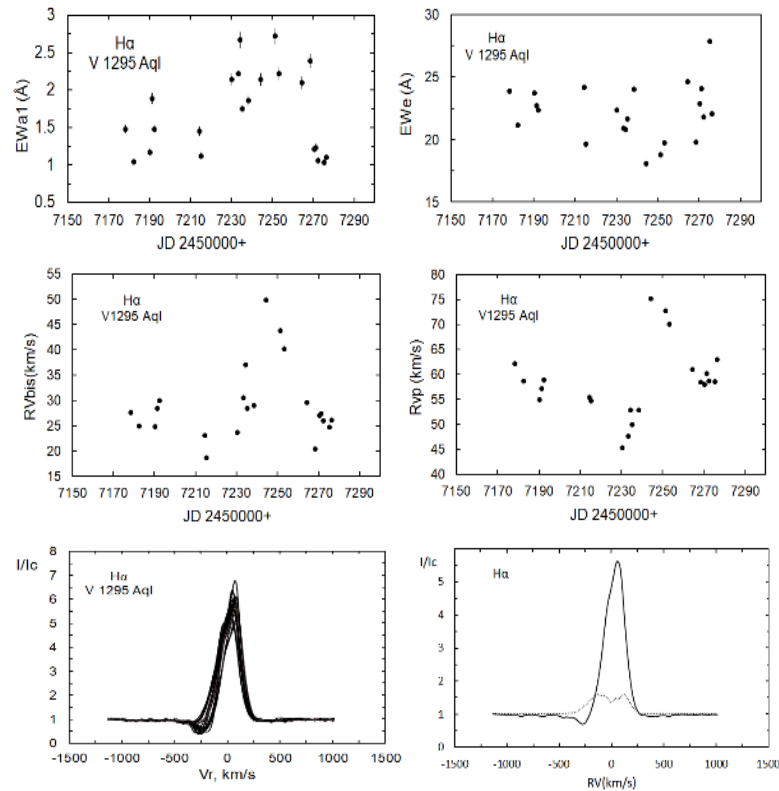 3
2.5
2
1.5
1
0.5
EWa1 (Å)
Hα
V 1295 Aql
7150 7170 7190 7210 7230 7250 7270 7290
JD 2450000+
30
25
20
15
10
EWe (Å)
Hα
V 1295 Aql
7150 7170 7190 7210 7230 7250 7270 7290
JD 2450000+
55
50
45
40
35
30
25
20
15
RVbis(km/s)
Hα
V1295 Aql
7150 7170 7190 7210 7230 7250 7270 7290
JD 2450000+
80
75
70
65
60
55
50
45
40
Rvp (km/s)
Hα
V1295 Aql
7150 7170 7190 7210 7230 7250 7270 7290
JD 2450000+
I/Ic
8
7
6
5
4
3
2
1
0
Hα
V 1295 Aql
-1500 -1000 -500 0 500 1000 1500
Vr, km/s
I/Ic
5
4
3
2
1
0
Hα
-1500 -1000 -500 0 500 1000 1500
RV(km/s)